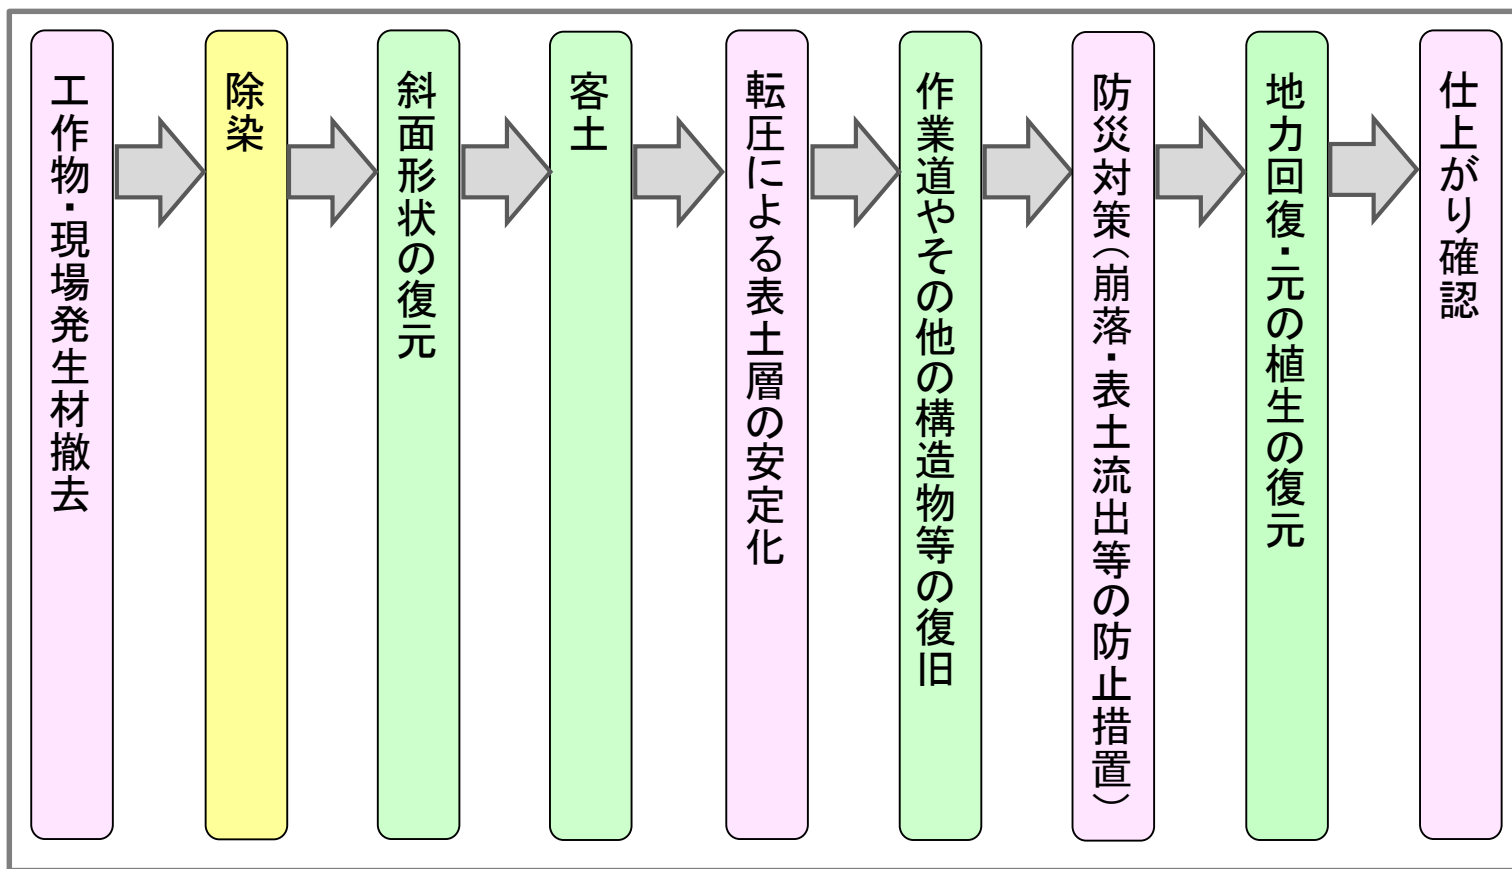 工作物・現場発生材撤去
除染
斜面形状の復元
客土
転圧による表土層の安定化
作業道やその他の構造物等の復旧
防災対策（崩落・表土流出等の防止措置）
地力回復・元の植生の復元
仕上がり確認